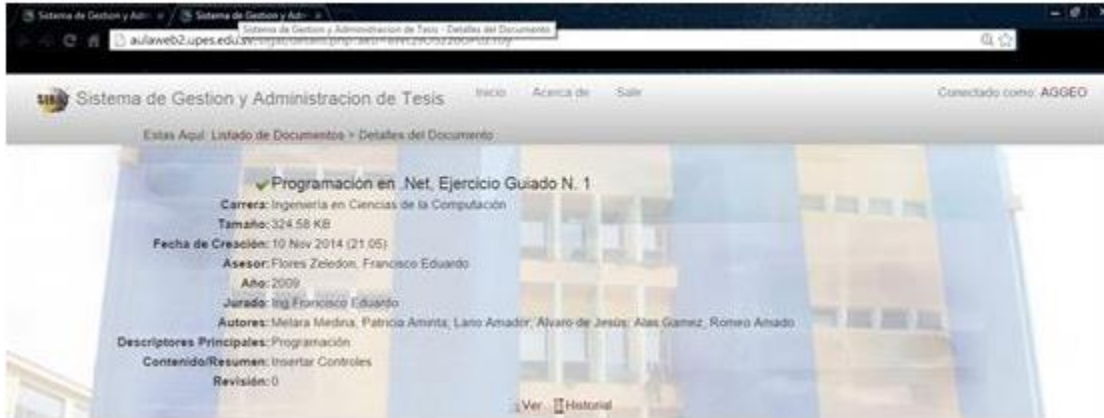 Sistema de Gestion y Adm
Sistema de Gestion y Adm
Sistema de Gestion y Administracion de Tesis - Detalles del Documento
aulaweb2.upes.edu.sv
Sistema de Gestion y Administracion de Tesis
Inicio Acerca de Salir
Conectado como: AGGEO
Estas Aquí: Listado de Documentos > Detalles del Documento
Programación en .Net, Ejercicio Guiado N. 1
Carrera: Ingeniería en Ciencias de la Computación
Tamaño: 324.58 KB
Fecha de Creación: 10 Nov 2014 (21:05)
Asesor: Flores Zeledon, Francisco Eduardo
Año: 2009
Jurado: Ing Francisco Eduardo
Autores: Melara Medina, Patricia Aminta; Lano Amador, Alvaro de Jesús; Alas Gamez, Romeo Amado
Descriptores Principales: Programación
Contenido/Resumen: Insertar Controles
Revisión: 0
Ver Historial